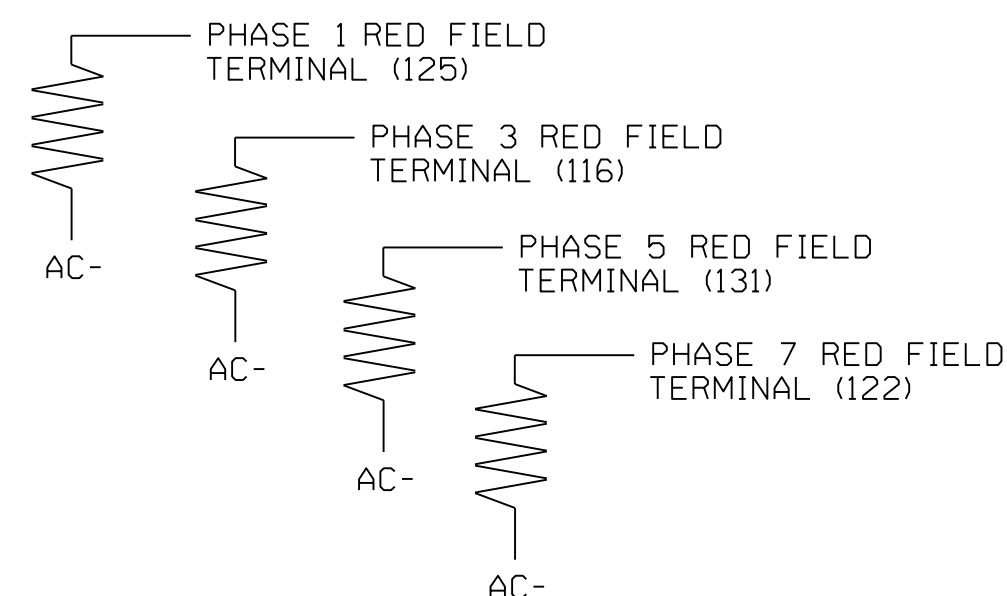 PHASE 1 RED FIELD
TERMINAL (125)
AC-
PHASE 3 RED FIELD
TERMINAL (116)
AC-
PHASE 5 RED FIELD
TERMINAL (131)
AC-
PHASE 7 RED FIELD
TERMINAL (122)
AC-